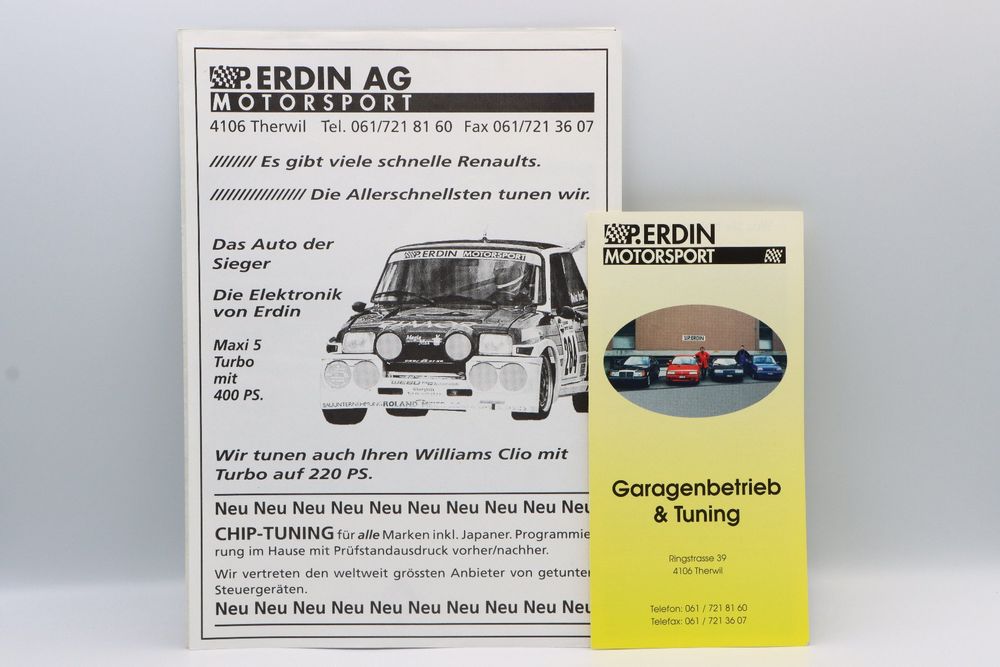 P. ERDIN AG
MOTORSPORT
4106 Therwil Tel. 061/721 81 60 Fax 061/721 36 07
//////// Es gibt viele schnelle Renaults.
///////////////// Die Allerschnellsten tunen wir.
Das Auto der
Sieger
Die Elektronik
von Erdin
Maxi 5
Turbo
mit
400 PS.
P. ERDIN MOTORSPORT
BAUUNTERNEHMUNG ROLAND
Wir tunen auch Ihren Williams Clio mit
Turbo auf 220 PS.
Neu Neu Neu Neu Neu Neu Neu Neu Neu Neu
CHIP-TUNING für alle Marken inkl. Japaner. Programmie
rung im Hause mit Prüfstandausdruck vorher/nachher.
Wir vertreten den weltweit grössten Anbieter von getunten
Steuergeräten.
Neu Neu Neu Neu Neu Neu Neu Neu Neu Neu
P. ERDIN
MOTORSPORT
P. ERDIN
Garagenbetrieb
& Tuning
Ringstrasse 39
4106 Therwil
Telefon: 061 / 721 81 60
Telefax: 061 / 721 36 07